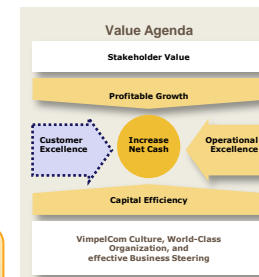 Value Agenda
Stakeholder Value
Profitable Growth
Customer
Excellence
Increase
Net Cash
Operational
Excellence
Capital Efficiency
VimpelCom Culture, World-Class
Organization, and
effective Business Steering